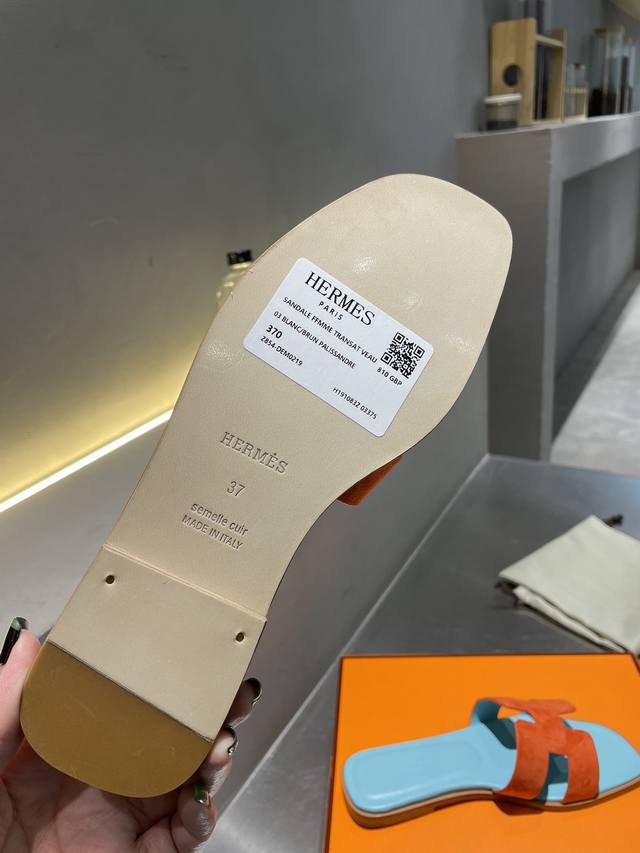 HERMES
PARIS
SANDALE FFMME TRANSAT VEAU
03 BLANC/BRUN PALISSANDRE
370
810 GBP
Z854-DEM0219
H191083Z 03375
HERMĖS
37
semelle cuir
MADE IN ITALY